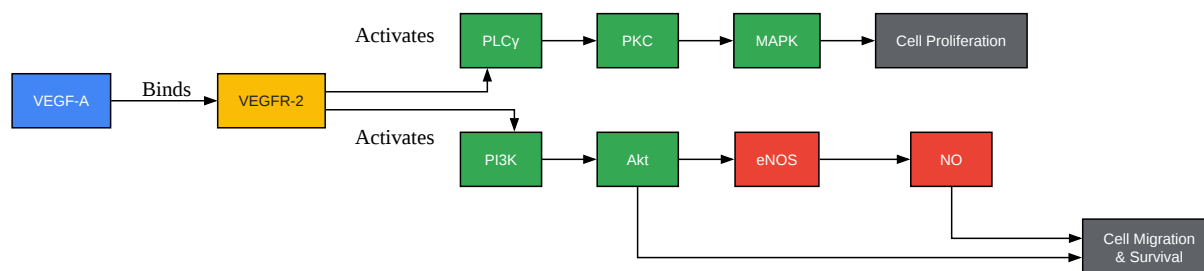 Activates
PLCγ
PKC
MAPK
Cell Proliferation
VEGF-A
Binds
VEGFR-2
Activates
PI3K
Akt
eNOS
NO
Cell Migration
& Survival